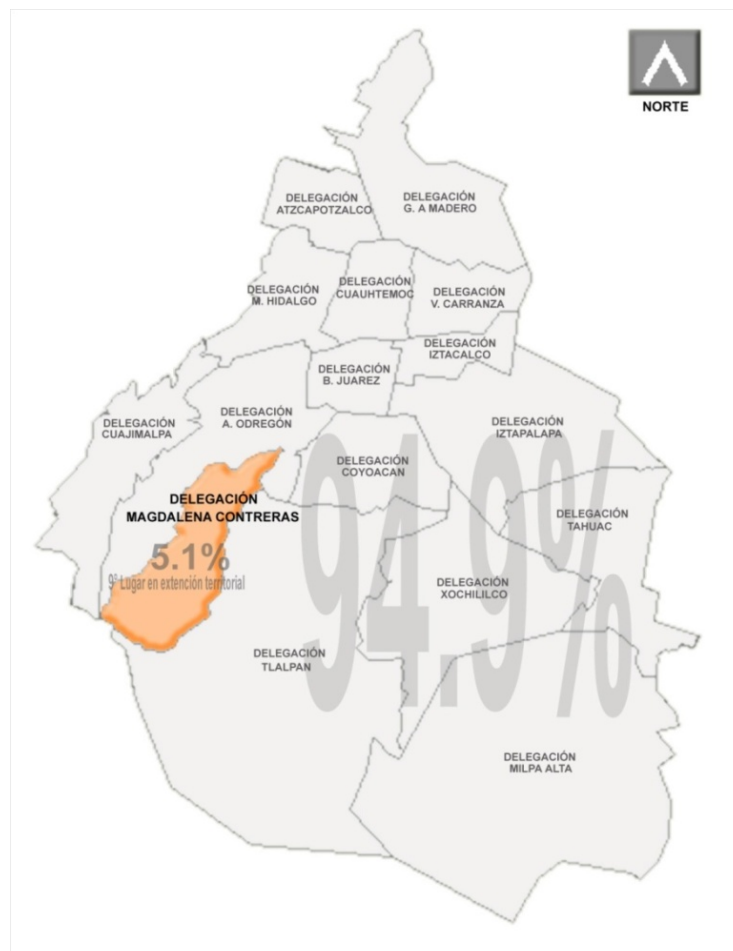 NORTE
DELEGACIÓN
ATZCAPOTZALCO
DELEGACIÓN
G. A MADERO
DELEGACIÓN
M. HIDALGO
DELEGACIÓN
CUAUHTEMOC
DELEGACIÓN
V. CARRANZA
DELEGACIÓN
IZTACALCO
DELEGACIÓN
B. JUAREZ
DELEGACIÓN
CUAJIMALPA
DELEGACIÓN
A. ODREGÓN
DELEGACIÓN
IZTAPALAPA
DELEGACIÓN
COYOACAN
DELEGACIÓN
MAGDALENA CONTRERAS
5.1%
9° Lugar en extención territorial
94.9%
DELEGACIÓN
TAHUAC
DELEGACIÓN
XOCHILILCO
DELEGACIÓN
TLALPAN
DELEGACIÓN
MILPA ALTA